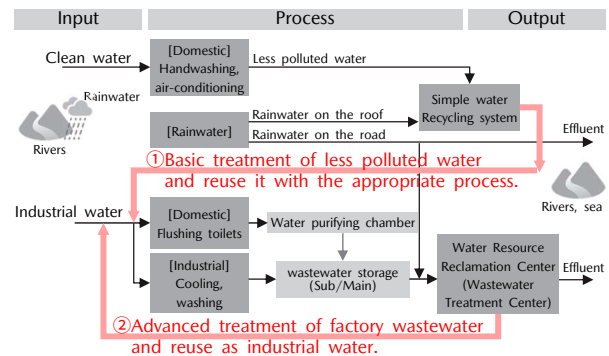 Input
Process
Output
Clean water
[Domestic]
Handwashing,
air-conditioning
Less polluted water
Rainwater
Rivers
[Rainwater]
Rainwater on the roof
Rainwater on the road
Simple water
Recycling system
Effluent
Rivers, sea
①Basic treatment of less polluted water
and reuse it with the appropriate process.
Industrial water
[Domestic]
Flushing toilets
Water purifying chamber
[Industrial]
Cooling,
washing
wastewater storage
(Sub/Main)
Water Resource
Reclamation Center
(Wastewater
Treatment Center)
Effluent
②Advanced treatment of factory wastewater
and reuse as industrial water.